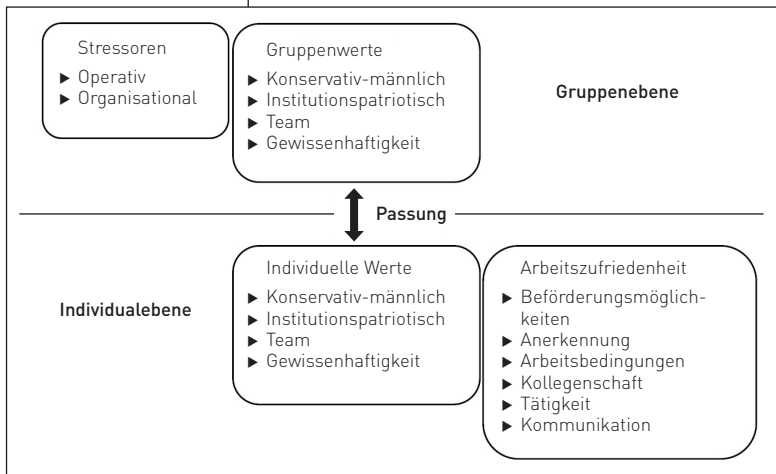 Stressoren
▶ Operativ
▶ Organisational
Gruppenwerte
▶ Konservativ-männlich
▶ Institutionspatriotisch
▶ Team
▶ Gewissenhaftigkeit
Gruppenebene
Passung
Individualebene
Individuelle Werte
▶ Konservativ-männlich
▶ Institutionspatriotisch
▶ Team
▶ Gewissenhaftigkeit
Arbeitszufriedenheit
▶ Beförderungsmöglich-
keiten
▶ Anerkennung
▶ Arbeitsbedingungen
▶ Kollegenschaft
▶ Tätigkeit
▶ Kommunikation